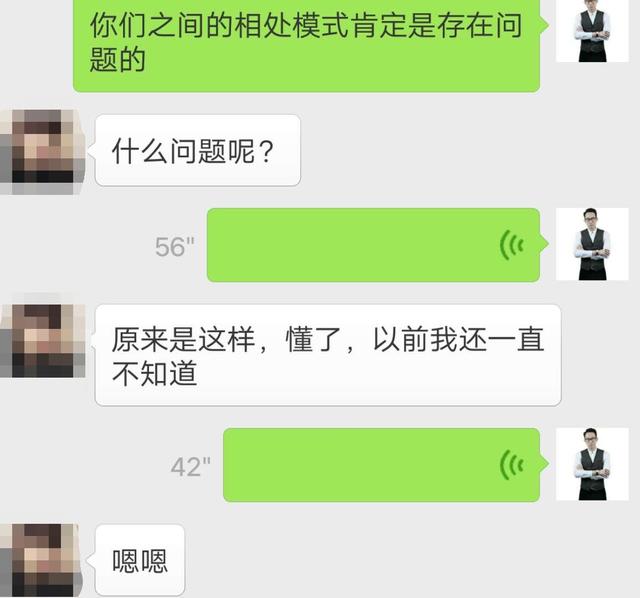 你们之间的相处模式肯定是存在问
题的
什么问题呢？
56"
原来是这样，懂了，以前我还一直
不知道
42"
嗯嗯